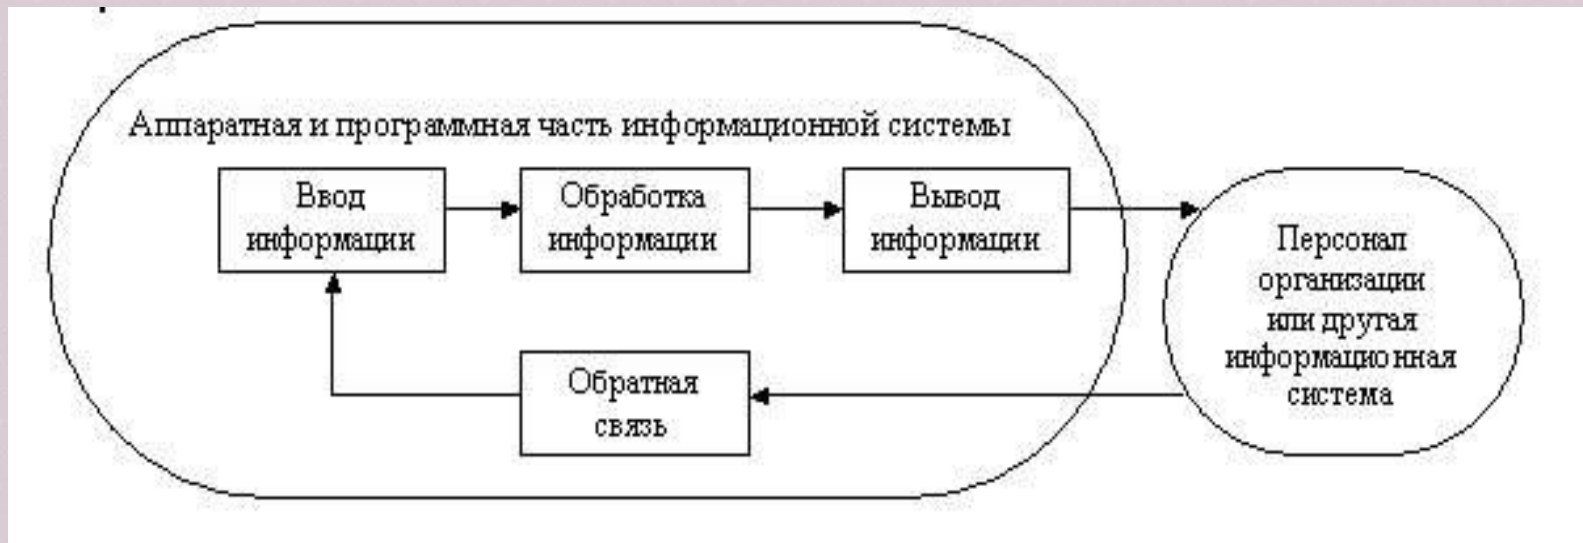 Аппаратная и программная часть информационной системы
Ввод
информации
Обработка
информации
Вывод
информации
Персонал
организации
или другая
информационная
система
Обратная
связь